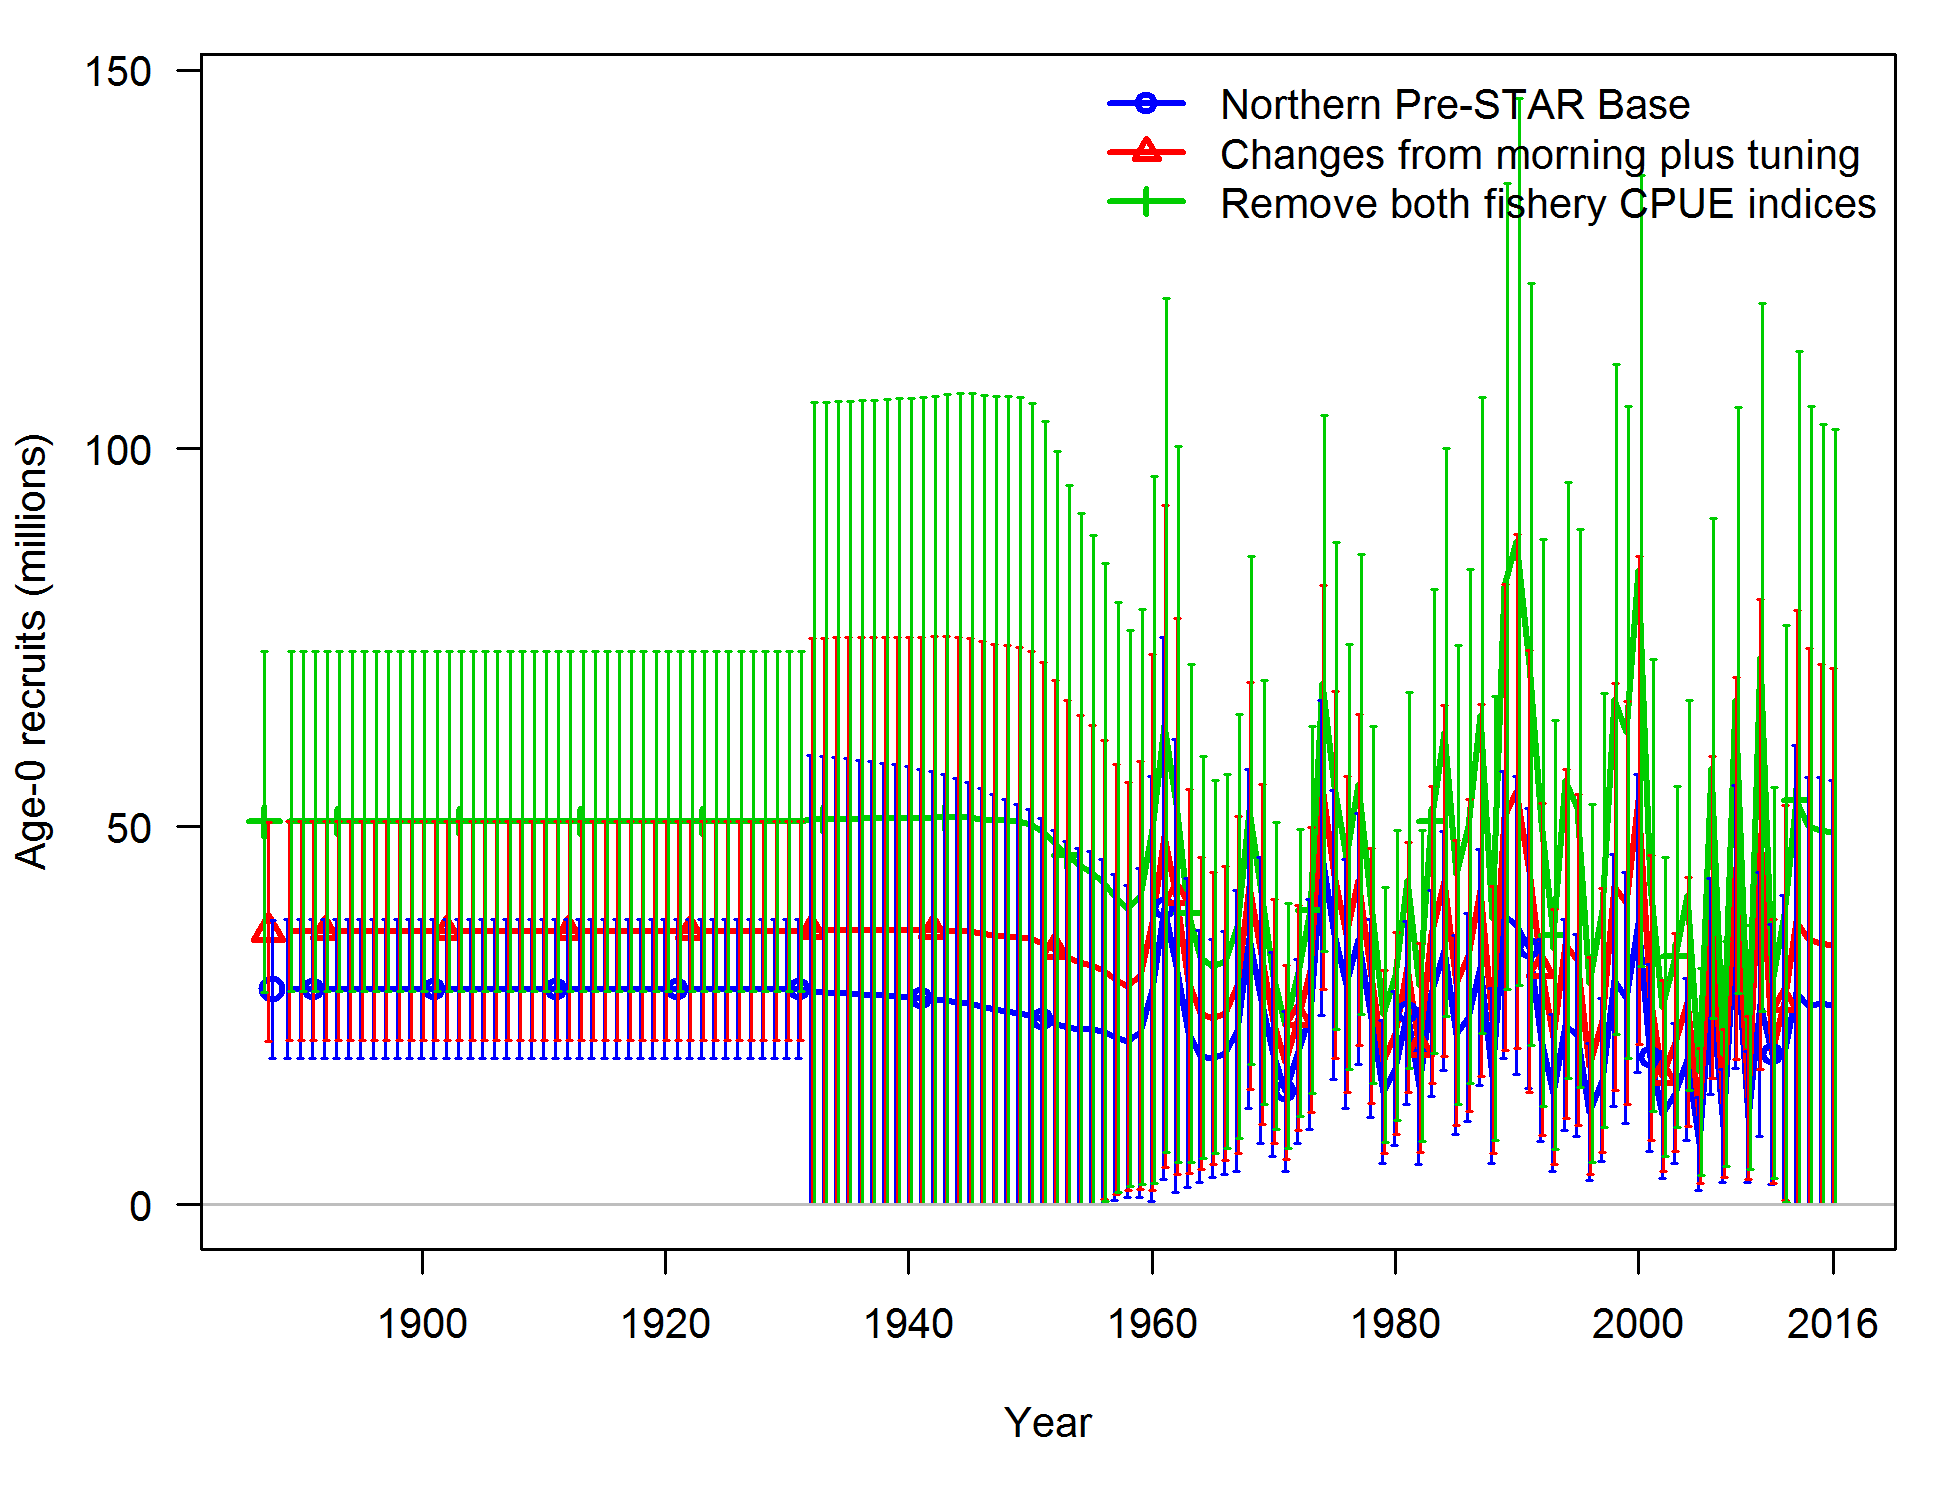 150
100
50
0
Age-0 recruits (millions)
Northern Pre-STAR Base
Changes from morning plus tuning
Remove both fishery CPUE indices
1900 1920 1940 1960 1980 2000 2016
Year